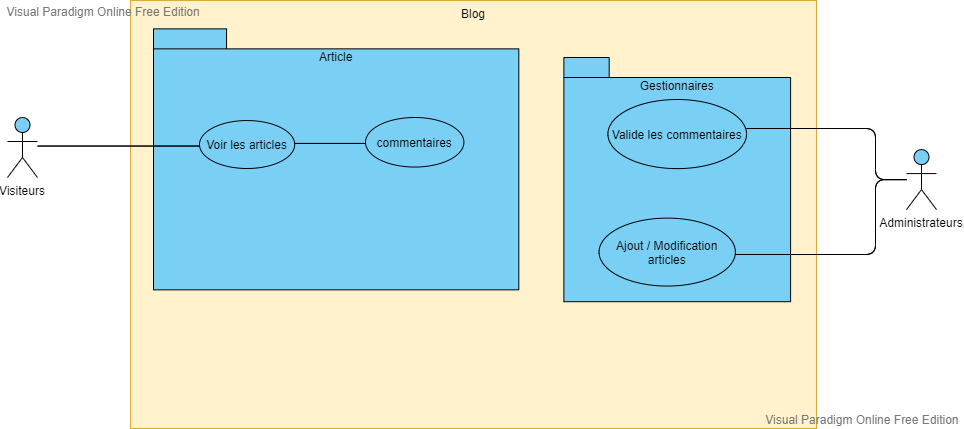 Visual Paradigm Online Free Edition
Blog
Article
Gestionnaires
Valide les commentaires
Voir les articles
commentaires
Visiteurs
Administrateurs
Ajout / Modification
articles
Visual Paradigm Online Free Edition